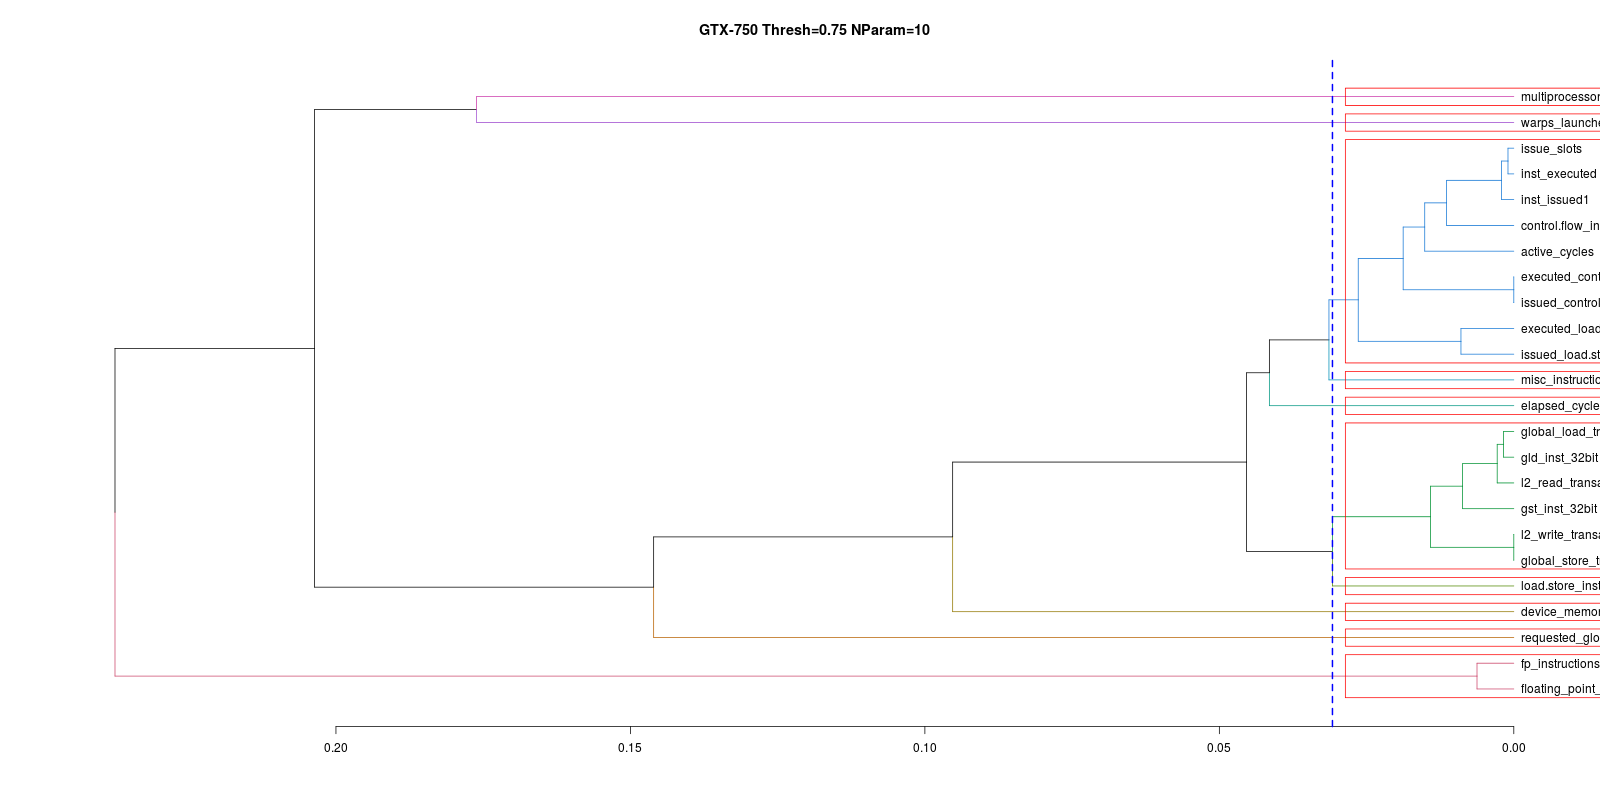 GTX-750 Thresh=0.75 NParam=10
multiprocessor
warps_launche
issue_slots
inst_executed
inst_issued1
control.flow_in
active_cycles
executed_cont
issued_control
executed_load
issued_load.st
misc_instructio
elapsed_cycle
global_load_tr
gld_inst_32bit
l2_read_transa
gst_inst_32bit
l2_write_transa
global_store_t
load.store_inst
device_memor
requested_glo
fp_instructions
floating_point_
0.20 0.15 0.10 0.05 0.00